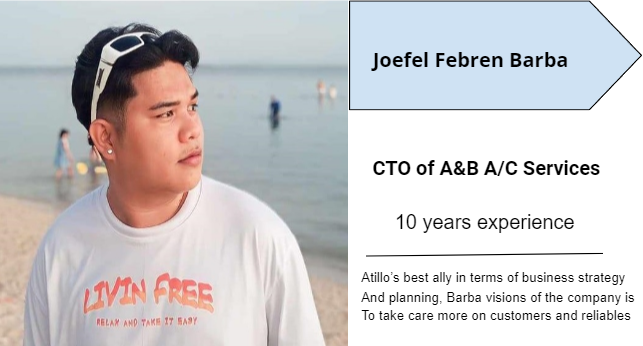 Joefel Febren Barba
CTO of A&B A/C Services
10 years experience
Atillo's best ally in terms of business strategy
And planning, Barba visions of the company is
To take care more on customers and reliables
LIVIN FREE
RELAX AND TAKE IT EASY